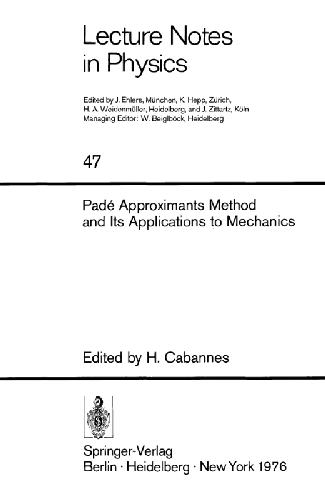 Lecture Notes
in Physics
Edited by J. Ehlers, München, K. Hepp, Zürich,
H. A. Weidenmüller, Heidelberg, and J. Zittartz, Köln
Managing Editor: W. Beiglböck, Heidelberg
47
Padé Approximants Method
and Its Applications to Mechanics
Edited by H. Cabannes
Springer-Verlag
Berlin · Heidelberg · New York 1976